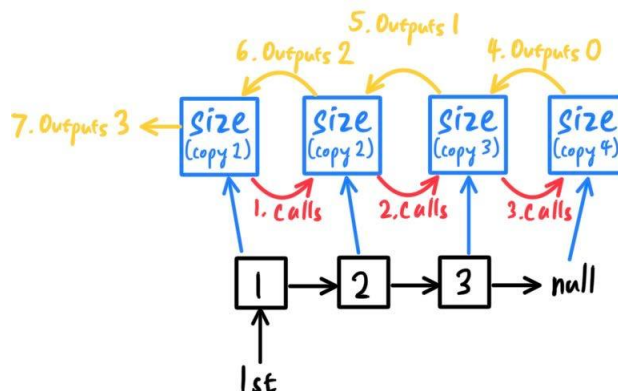 5. Outputs 1
6. Outputs 2
4. Outputs 0
7. Outputs 3
size
(copy 2)
size
(copy 2)
size
(copy 3)
size
(copy 4)
1. calls
2. calls
3. calls
1
2
3
null
lst